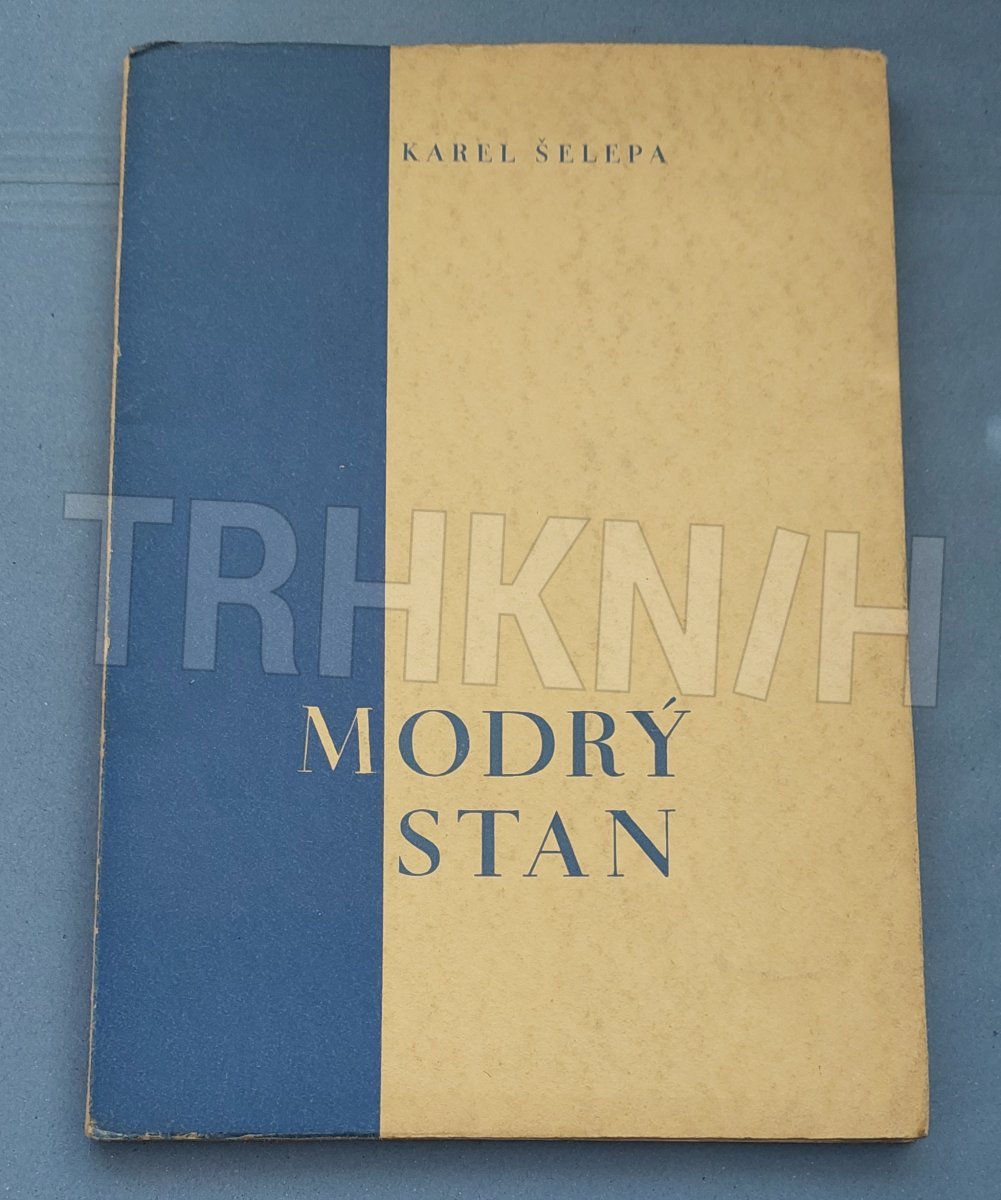 KAREL ŠELEPA
TRHKNIH
MODRÝ
STAN